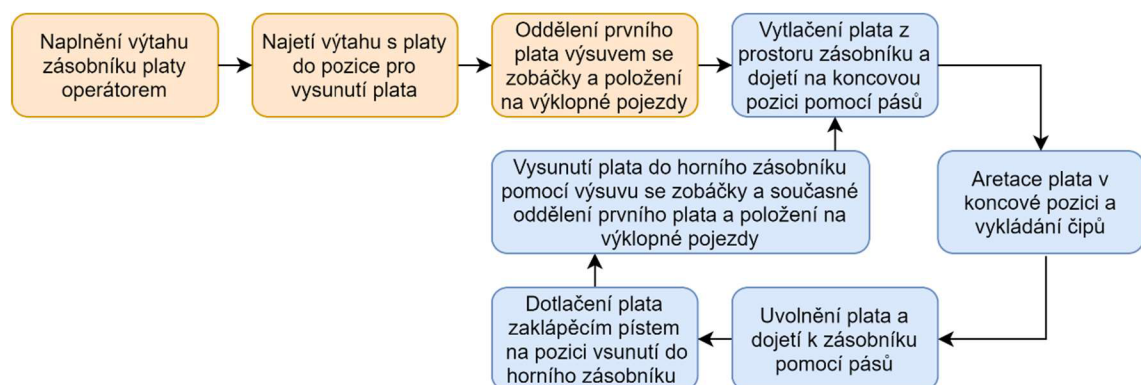 Naplnění výtahu
zásobníku platy
operátorem
Najetí výtahu s platy
do pozice pro
vysunutí plata
Oddělení prvního
plata výsuvem se
zobáčky a položení
na výklopné pojezdy
Vytlačení plata z
prostoru zásobníku a
dojetí na koncovou
pozici pomocí pásů
Aretace plata v
koncové pozici a
vykládání čipů
Uvolnění plata a
dojetí k zásobníku
pomocí pásů
Dotlačení plata
zaklápěcím pístem
na pozici vsunutí do
horního zásobníku
Vysunutí plata do horního zásobníku
pomocí výsuvu se zobáčky a současné
oddělení prvního plata a položení na
výklopné pojezdy